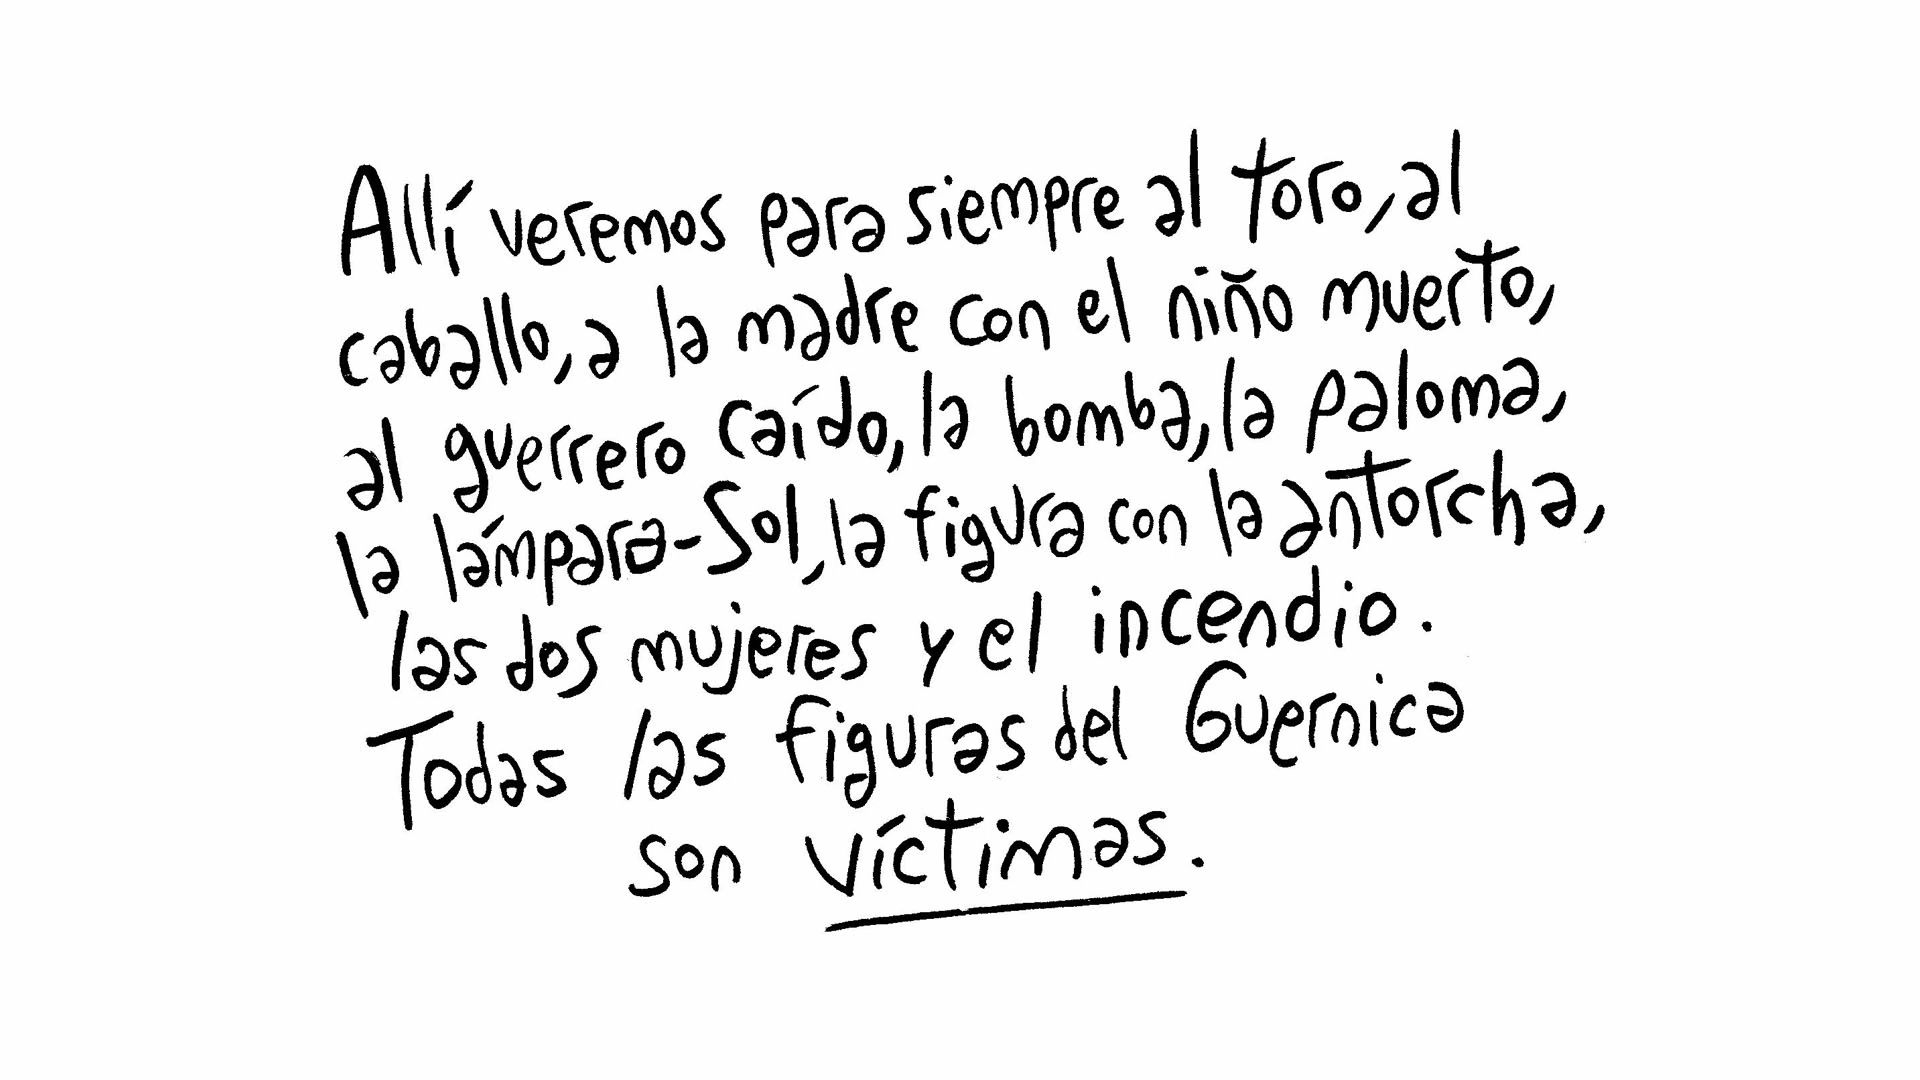 Allí veremos para siempre al toro, al
caballo, a la madre con el niño muerto,
al guerrero caído, la bomba, la paloma,
la lámpara-Sol, la figura con la antorcha,
las dos mujeres y el incendio.
Todas las figuras del Guernica
son víctimas.